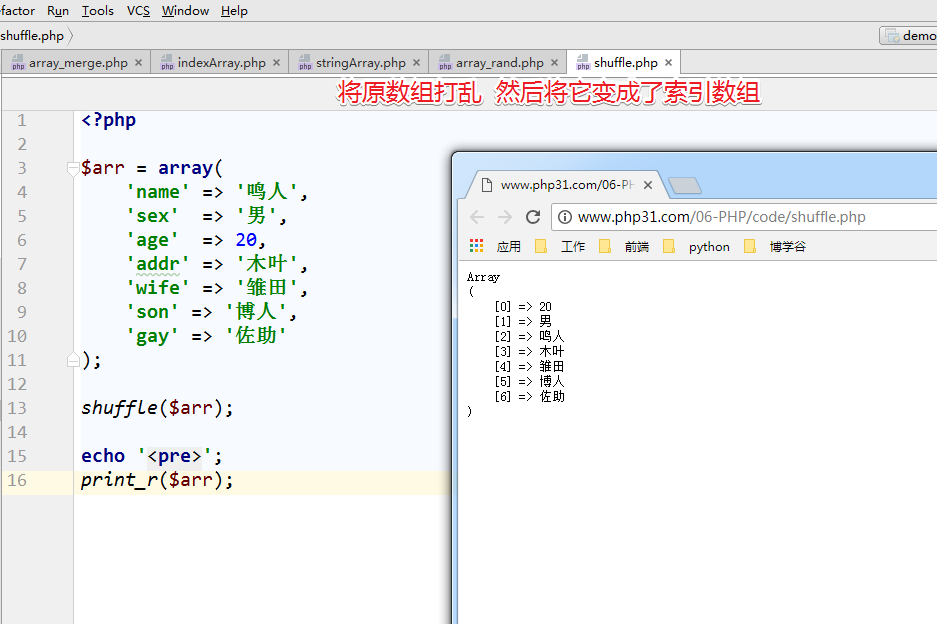 efactor Run Tools VCS Window Help
shuffle.php
demo
array_merge.php × indexArray.php × stringArray.php × array_rand.php × shuffle.php ×
将原数组打乱 然后将它变成了索引数组
1 <?php
2
3 $arr = array(
4 'name' => '鸣人',
5 'sex' => '男',
6 'age' => 20,
7 'addr' => '木叶',
8 'wife' => '雏田',
9 'son' => '博人',
10 'gay' => '佐助'
11 );
12
13 shuffle($arr);
14
15 echo '<pre>';
16 print_r($arr);
www.php31.com/06-PH ×
www.php31.com/06-PHP/code/shuffle.php
应用 工作 前端 python 博学谷
Array
(
[0] => 20
[1] => 男
[2] => 鸣人
[3] => 木叶
[4] => 雏田
[5] => 博人
[6] => 佐助
)